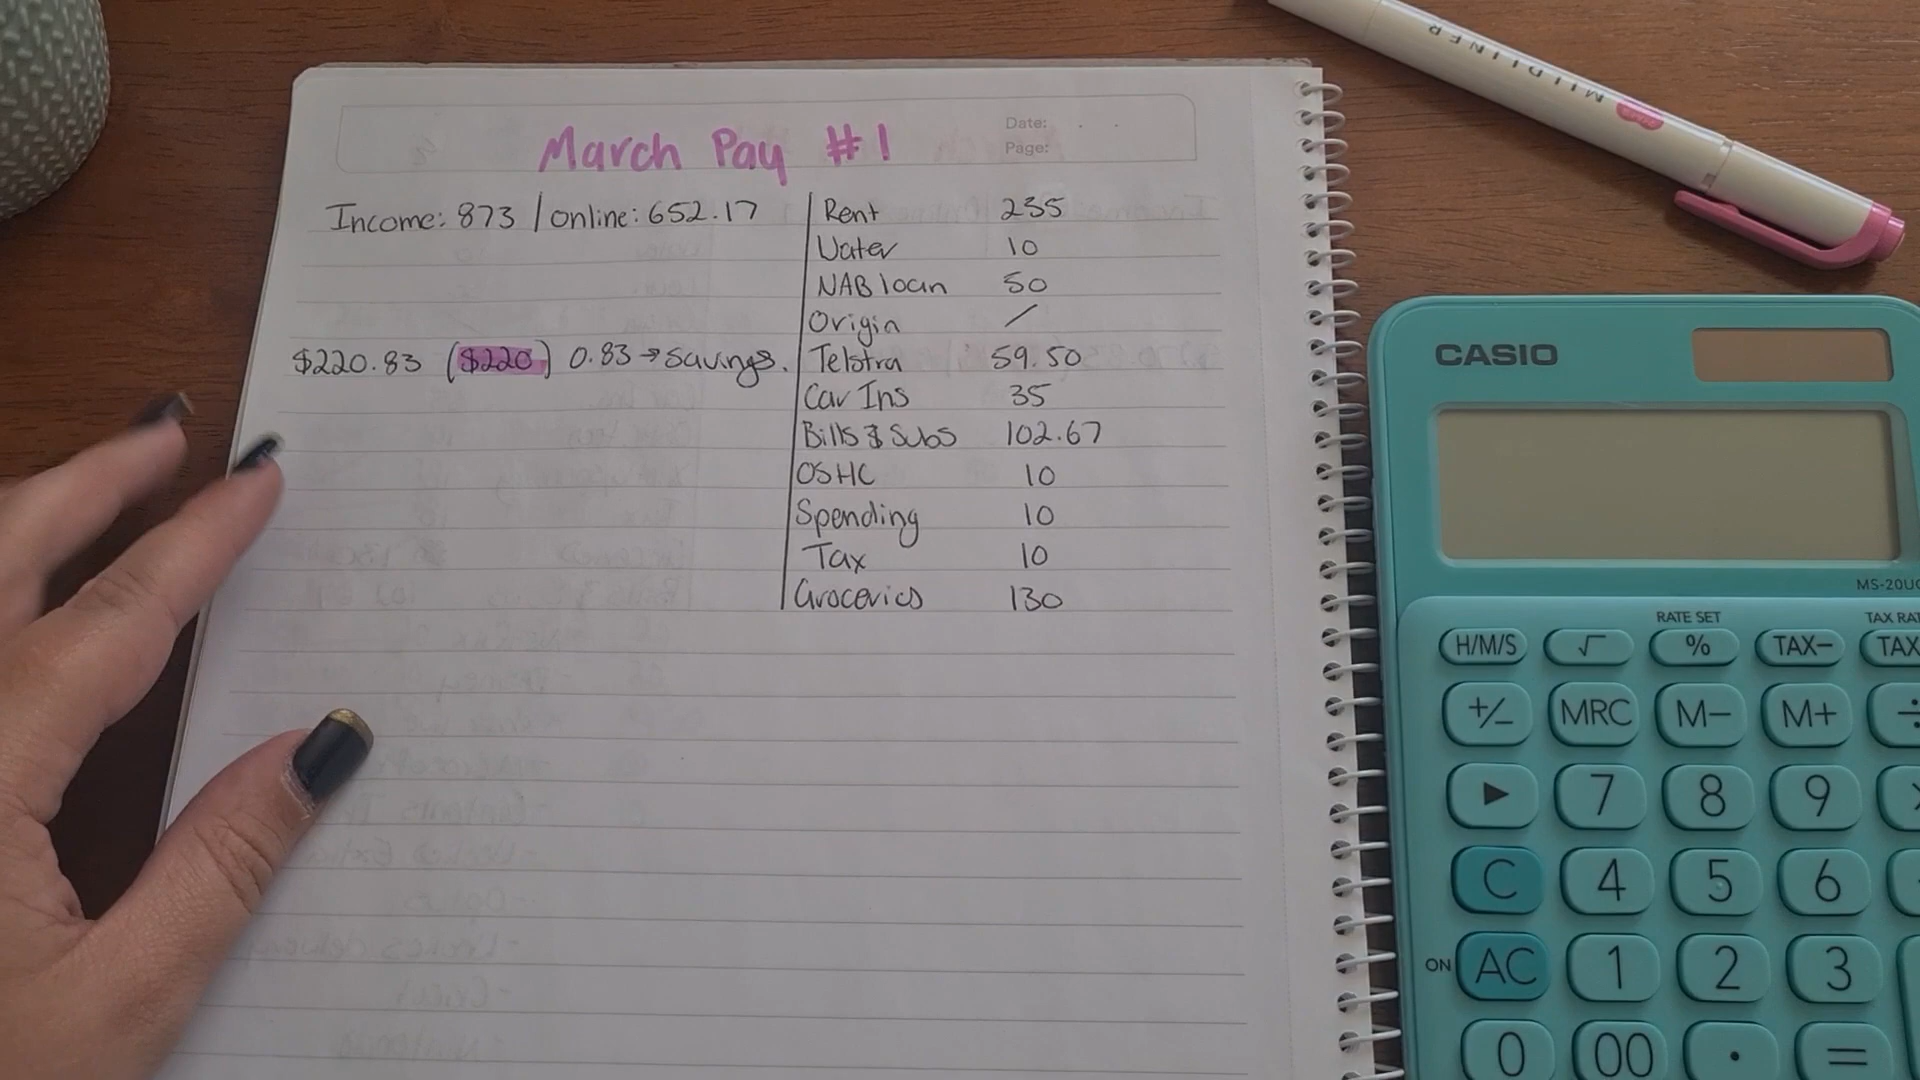 MIDLINER
Date: . .
Page:
March Pay #1
Income: 873 | online: 652.17
$220.83 ($220) 0.83 → Savings.
Rent 235
Water 10
NAB loan 50
Origin /
Telstra 59.50
Car Ins 35
Bills & Subs 102.67
OSHC 10
Spending 10
Tax 10
Groceries 130
CASIO
MS-20UC
RATE SET TAX RAT
H/M/S √ % TAX− TAX
+/− MRC M− M+ ÷
▶ 7 8 9 ×
C 4 5 6
ON AC 1 2 3
0 00 · =